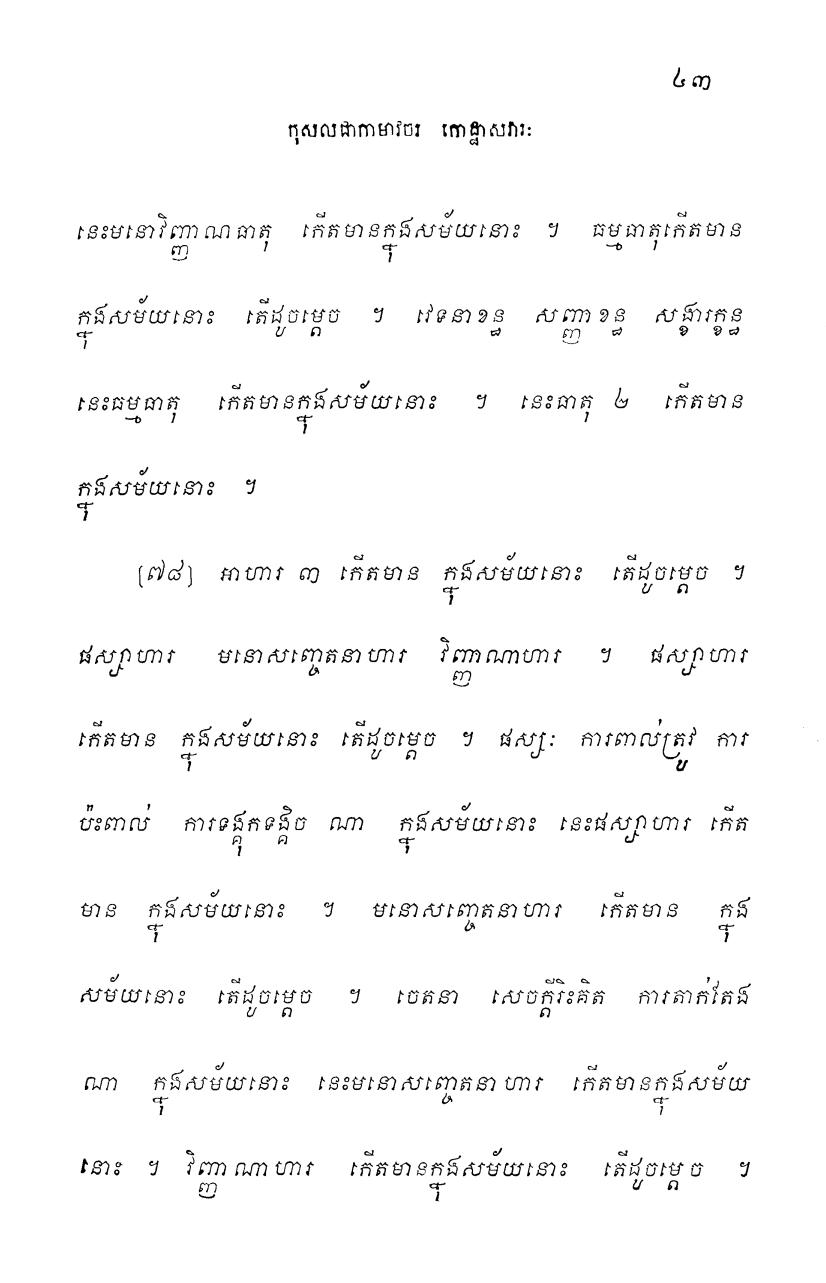 ៤៣
កុសលដាកាមាវចរ កោដ្ឋាសវារៈ
នេះមនោវិញ្ញាណធាតុ កើតមានក្នុងសម័យនោះ ។ ធម្មធាតុកើតមាន
ក្នុងសម័យនោះ តើដូចម្តេច ។ វេទនាខន្ធ សញ្ញាខន្ធ សង្ខារក្ខន្ធ
នេះធម្មធាតុ កើតមានក្នុងសម័យនោះ ។ នេះធាតុ ២ កើតមាន
ក្នុងសម័យនោះ ។
[៧៨] អាហារ ៣ កើតមាន ក្នុងសម័យនោះ តើដូចម្តេច ។
ផស្សាហារ មនោសញ្ចេតនាហារ វិញ្ញាណាហារ ។ ផស្សាហារ
កើតមាន ក្នុងសម័យនោះ តើដូចម្តេច ។ ផស្សៈ ការពាល់ត្រូវ ការ
ប៉ះពាល់ ការទង្គុកទង្គិច ណា ក្នុងសម័យនោះ នេះផស្សាហារ កើត
មាន ក្នុងសម័យនោះ ។ មនោសញ្ចេតនាហារ កើតមាន ក្នុង
សម័យនោះ តើដូចម្តេច ។ ចេតនា សេចក្តីរិះគិត ការតាក់តែង
ណា ក្នុងសម័យនោះ នេះមនោសញ្ចេតនាហារ កើតមានក្នុងសម័យ
នោះ ។ វិញ្ញាណាហារ កើតមានក្នុងសម័យនោះ តើដូចម្តេច ។